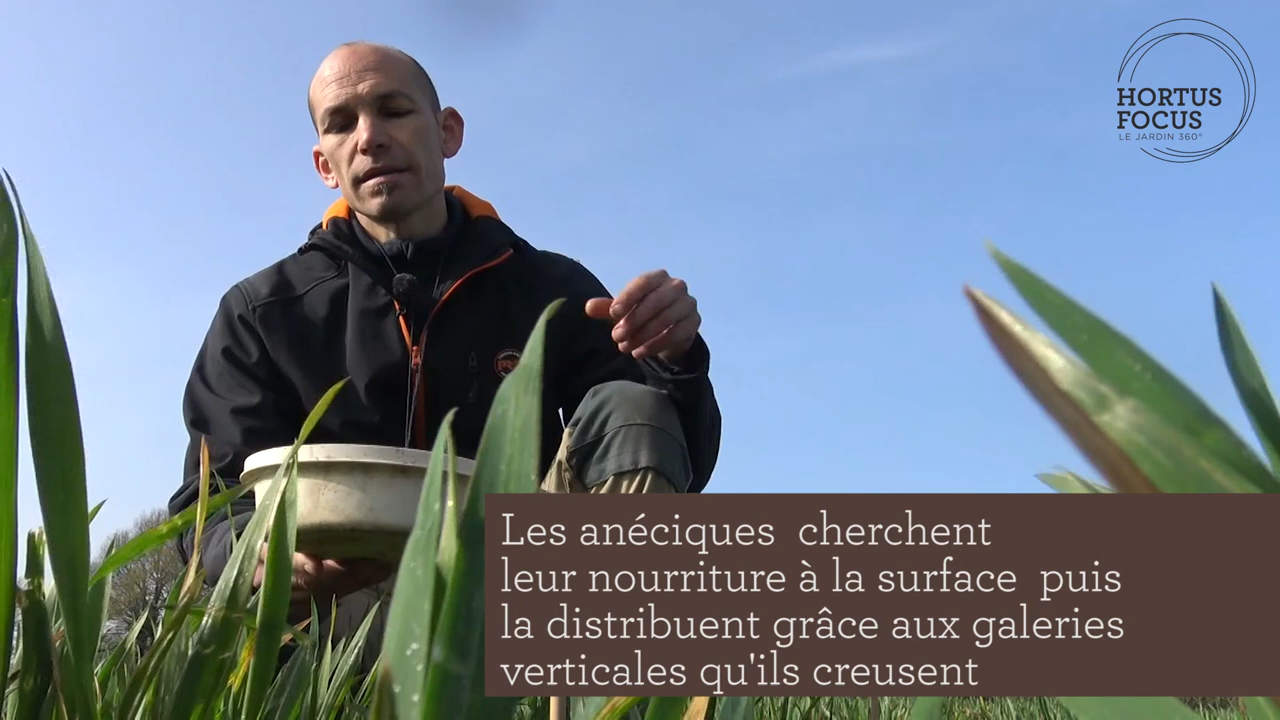 HORTUS
FOCUS
LE JARDIN 360°
Les anéciques cherchent
leur nourriture à la surface puis
la distribuent grâce aux galeries
verticales qu'ils creusent